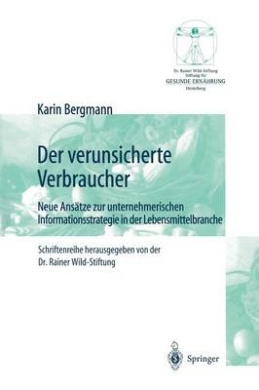 Dr. Rainer Wild-Stiftung
Stiftung für
GESUNDE ERNÄHRUNG
Heidelberg
Karin Bergmann
Der verunsicherte
Verbraucher
Neue Ansätze zur unternehmerischen
Informationsstrategie in der Lebensmittelbranche
Schriftenreihe herausgegeben von der
Dr. Rainer Wild-Stiftung
Springer